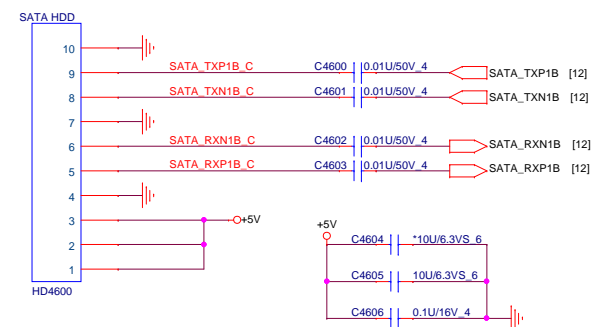 SATA HDD
10
9 SATA_TXP1B_C C4600 0.01U/50V_4 SATA_TXP1B [12]
8 SATA_TXN1B_C C4601 0.01U/50V_4 SATA_TXN1B [12]
7
6 SATA_RXN1B_C C4602 0.01U/50V_4 SATA_RXN1B [12]
5 SATA_RXP1B_C C4603 0.01U/50V_4 SATA_RXP1B [12]
4
3 +5V
2
1
HD4600
+5V
C4604 *10U/6.3VS_6
C4605 10U/6.3VS_6
C4606 0.1U/16V_4